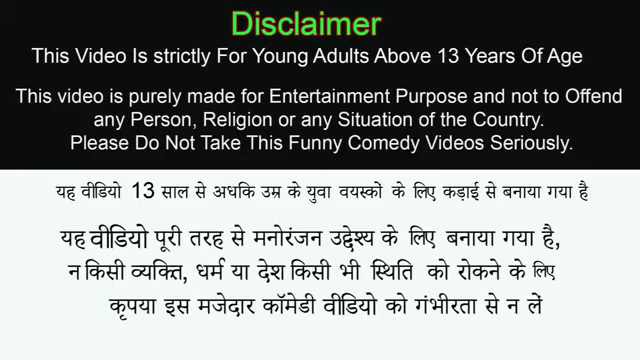 Disclaimer
This Video Is strictly For Young Adults Above 13 Years Of Age
This video is purely made for Entertainment Purpose and not to Offend
any Person, Religion or any Situation of the Country.
Please Do Not Take This Funny Comedy Videos Seriously.
यह वीडियो 13 साल से अधकि उम्र के युवा वयस्कों के लिए कड़ाई से बनाया गया है
यह वीडियो पूरी तरह से मनोरंजन उद्देश्य के लिए बनाया गया है,
न किसी व्यक्ति, धर्म या देश किसी भी स्थिति को रोकने के लिए
कृपया इस मजेदार कॉमेडी वीडियो को गंभीरता से न लें